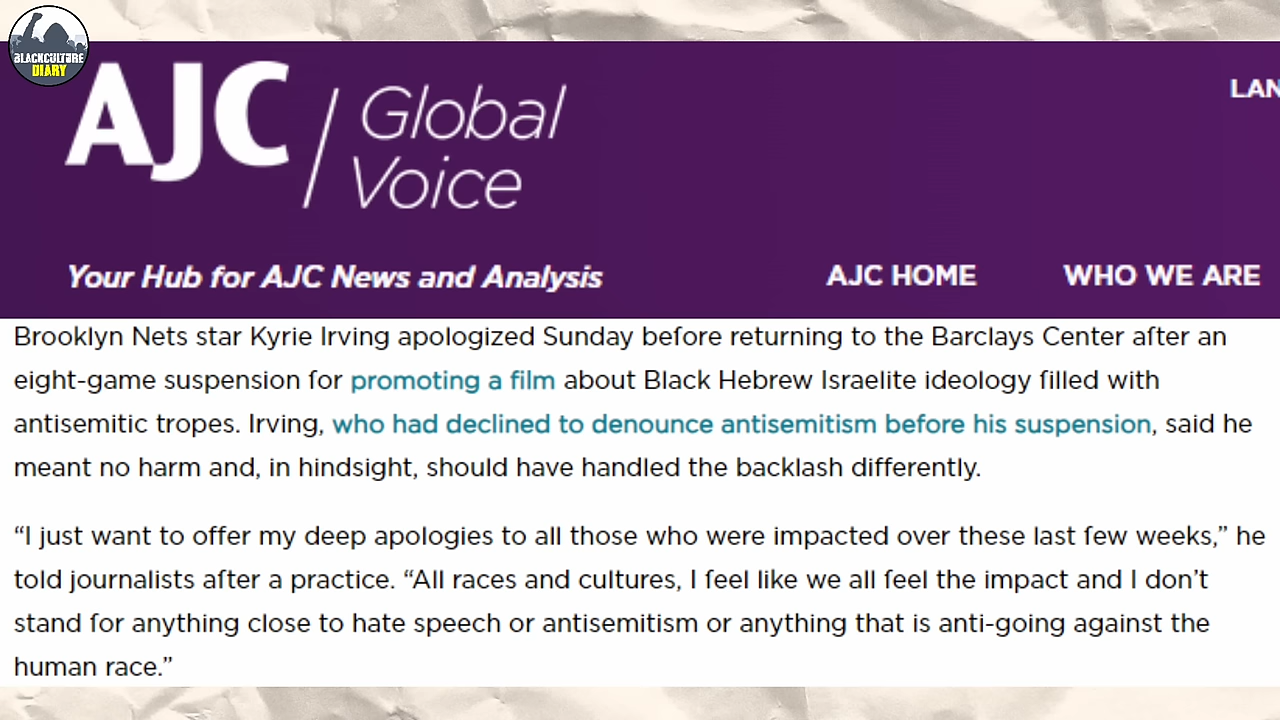 BLACKCULTURE
DIARY
AJC / Global Voice
LAN
Your Hub for AJC News and Analysis
AJC HOME
WHO WE ARE
Brooklyn Nets star Kyrie Irving apologized Sunday before returning to the Barclays Center after an
eight-game suspension for promoting a film about Black Hebrew Israelite ideology filled with
antisemitic tropes. Irving, who had declined to denounce antisemitism before his suspension, said he
meant no harm and, in hindsight, should have handled the backlash differently.
“I just want to offer my deep apologies to all those who were impacted over these last few weeks,” he
told journalists after a practice. “All races and cultures, I feel like we all feel the impact and I don’t
stand for anything close to hate speech or antisemitism or anything that is anti-going against the
human race.”